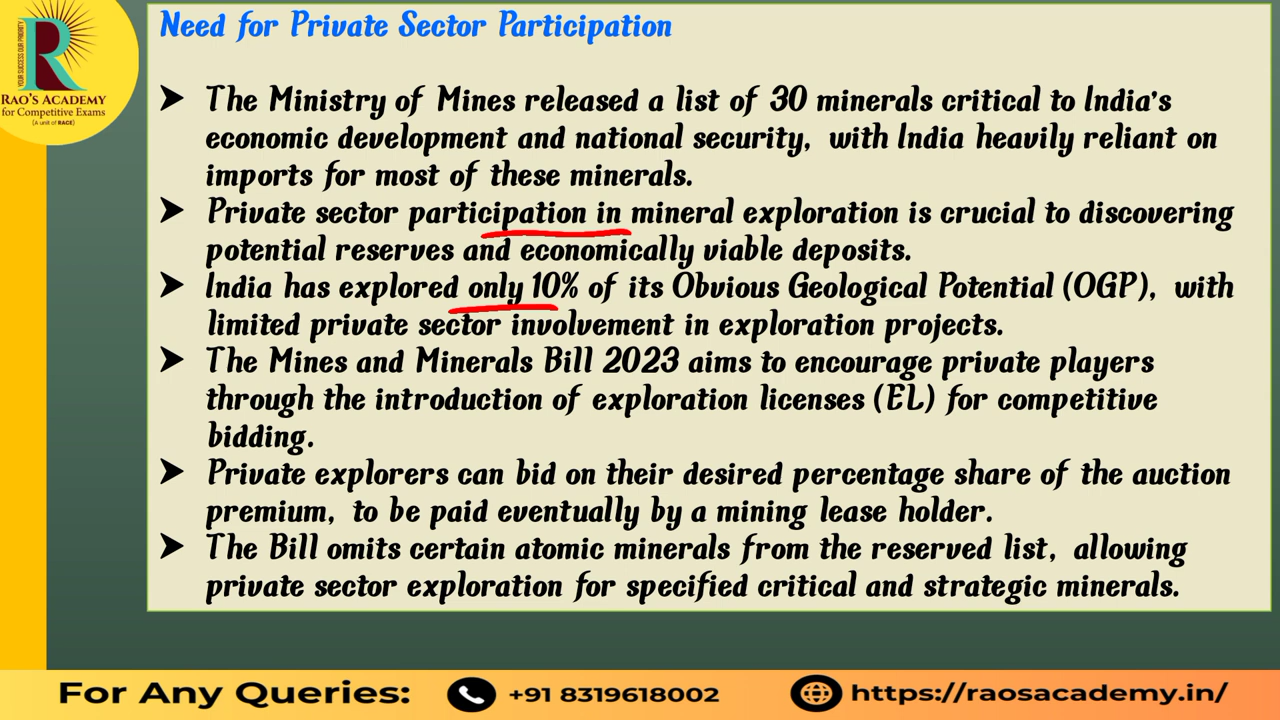 YOUR SUCCESS OUR PRIORITY
R
RAO'S ACADEMY
for Competitive Exams
(A unit of RACE)
Need for Private Sector Participation
➤ The Ministry of Mines released a list of 30 minerals critical to India's
economic development and national security, with India heavily reliant on
imports for most of these minerals.
➤ Private sector participation in mineral exploration is crucial to discovering
potential reserves and economically viable deposits.
➤ India has explored only 10% of its Obvious Geological Potential (OGP), with
limited private sector involvement in exploration projects.
➤ The Mines and Minerals Bill 2023 aims to encourage private players
through the introduction of exploration licenses (EL) for competitive
bidding.
➤ Private explorers can bid on their desired percentage share of the auction
premium, to be paid eventually by a mining lease holder.
➤ The Bill omits certain atomic minerals from the reserved list, allowing
private sector exploration for specified critical and strategic minerals.
For Any Queries: +91 8319618002 https://raosacademy.in/